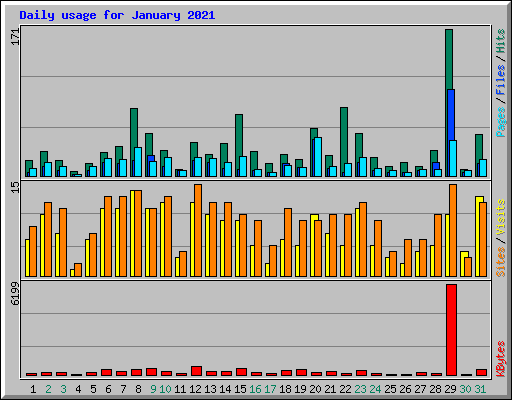 Daily usage for January 2021
171
Pages / Files / Hits
15
Sites / Visits
6199
KBytes
1 2 3 4 5 6 7 8 9 10 11 12 13 14 15 16 17 18 19 20 21 22 23 24 25 26 27 28 29 30 31